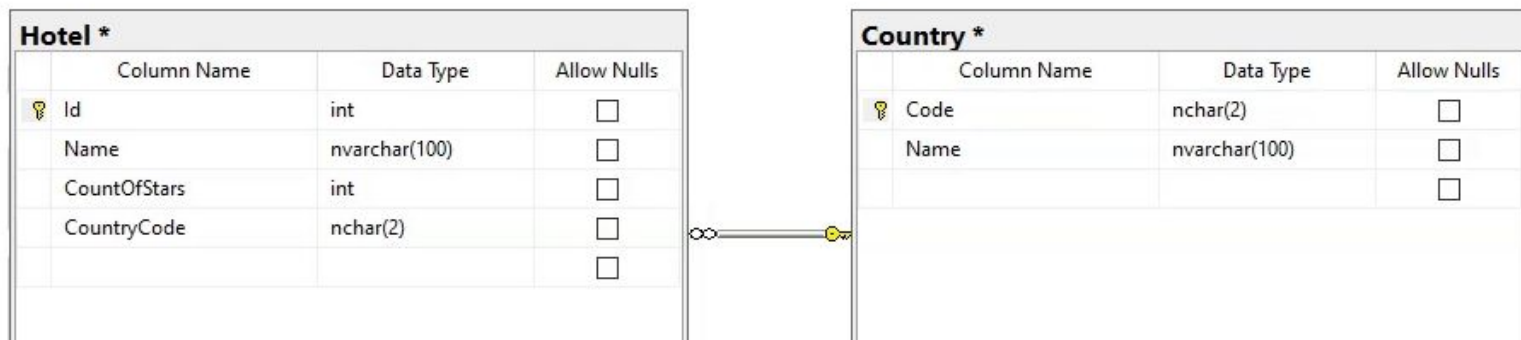 Hotel *
Column Name Data Type Allow Nulls
Id int
Name nvarchar(100)
CountOfStars int
CountryCode nchar(2)
Country *
Column Name Data Type Allow Nulls
Code nchar(2)
Name nvarchar(100)